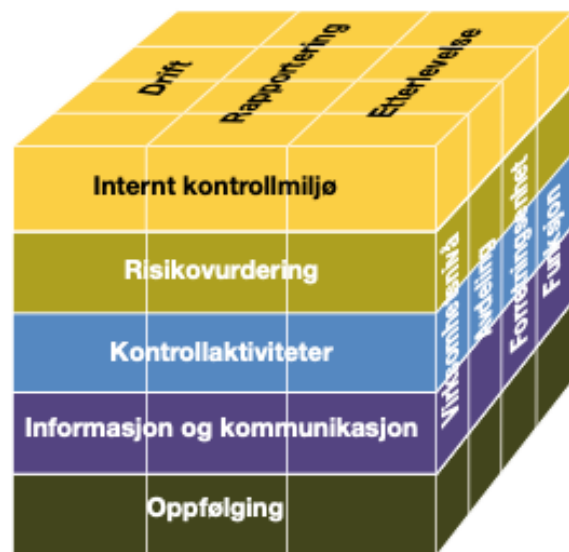 Drift
Rapportering
Etterlevelse
Internt kontrollmiljø
Risikovurdering
Kontrollaktiviteter
Informasjon og kommunikasjon
Oppfølging
Virksomhetsnivå
Avdeling
Forretningsenhet
Funksjon